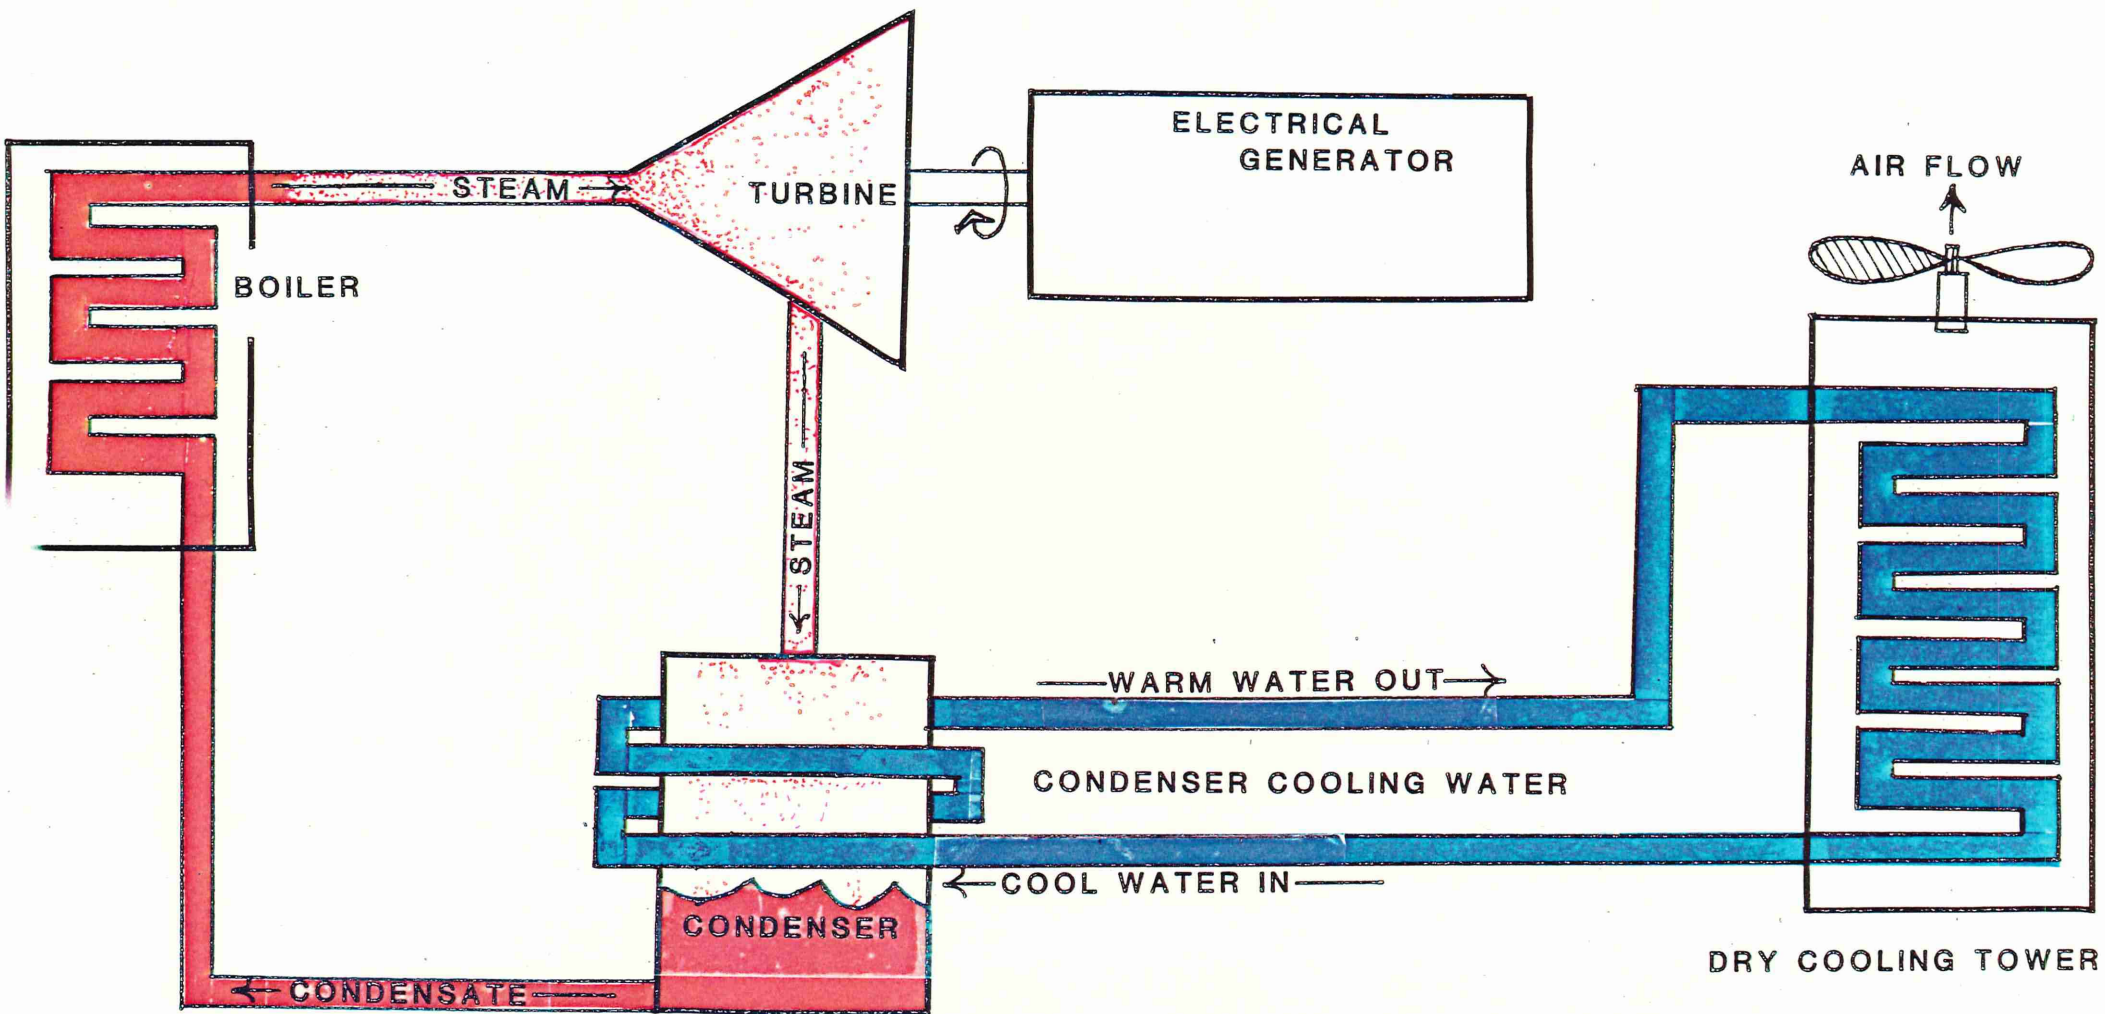 ELECTRICAL
GENERATOR
AIR FLOW
STEAM
TURBINE
BOILER
STEAM
WARM WATER OUT
CONDENSER COOLING WATER
COOL WATER IN
CONDENSER
DRY COOLING TOWER
CONDENSATE